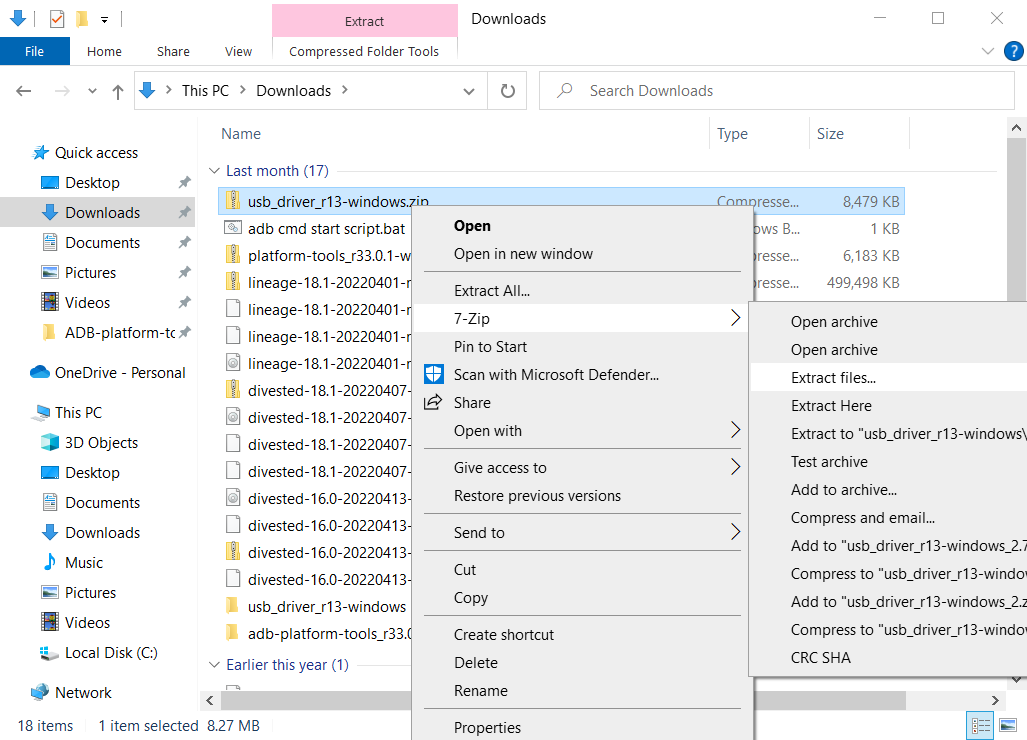 Extract
Downloads
File
Home
Share
View
Compressed Folder Tools
This PC
Downloads
Search Downloads
Quick access
Desktop
Downloads
Documents
Pictures
Videos
ADB-platform-tc
OneDrive - Personal
This PC
3D Objects
Desktop
Documents
Downloads
Music
Pictures
Videos
Local Disk (C:)
Network
Name
Type
Size
Last month (17)
usb_driver_r13-windows.zip
Compresse...
8,479 KB
adb cmd start script.bat
ows B...
1 KB
platform-tools_r33.0.1-w
presse...
6,183 KB
lineage-18.1-20220401-n
presse...
499,498 KB
lineage-18.1-20220401-n
lineage-18.1-20220401-n
lineage-18.1-20220401-n
divested-18.1-20220407-
divested-18.1-20220407-
divested-18.1-20220407-
divested-18.1-20220407-
divested-16.0-20220413-
divested-16.0-20220413-
divested-16.0-20220413-
divested-16.0-20220413-
usb_driver_r13-windows
adb-platform-tools_r33.0
Earlier this year (1)
Open
Open in new window
Extract All...
7-Zip
Pin to Start
Scan with Microsoft Defender...
Share
Open with
Give access to
Restore previous versions
Send to
Cut
Copy
Create shortcut
Delete
Rename
Properties
Open archive
Open archive
Extract files...
Extract Here
Extract to "usb_driver_r13-windows\
Test archive
Add to archive...
Compress and email...
Add to "usb_driver_r13-windows_2.7
Compress to "usb_driver_r13-windo
Add to "usb_driver_r13-windows_2.z
Compress to "usb_driver_r13-windo
CRC SHA
18 items
1 item selected 8.27 MB